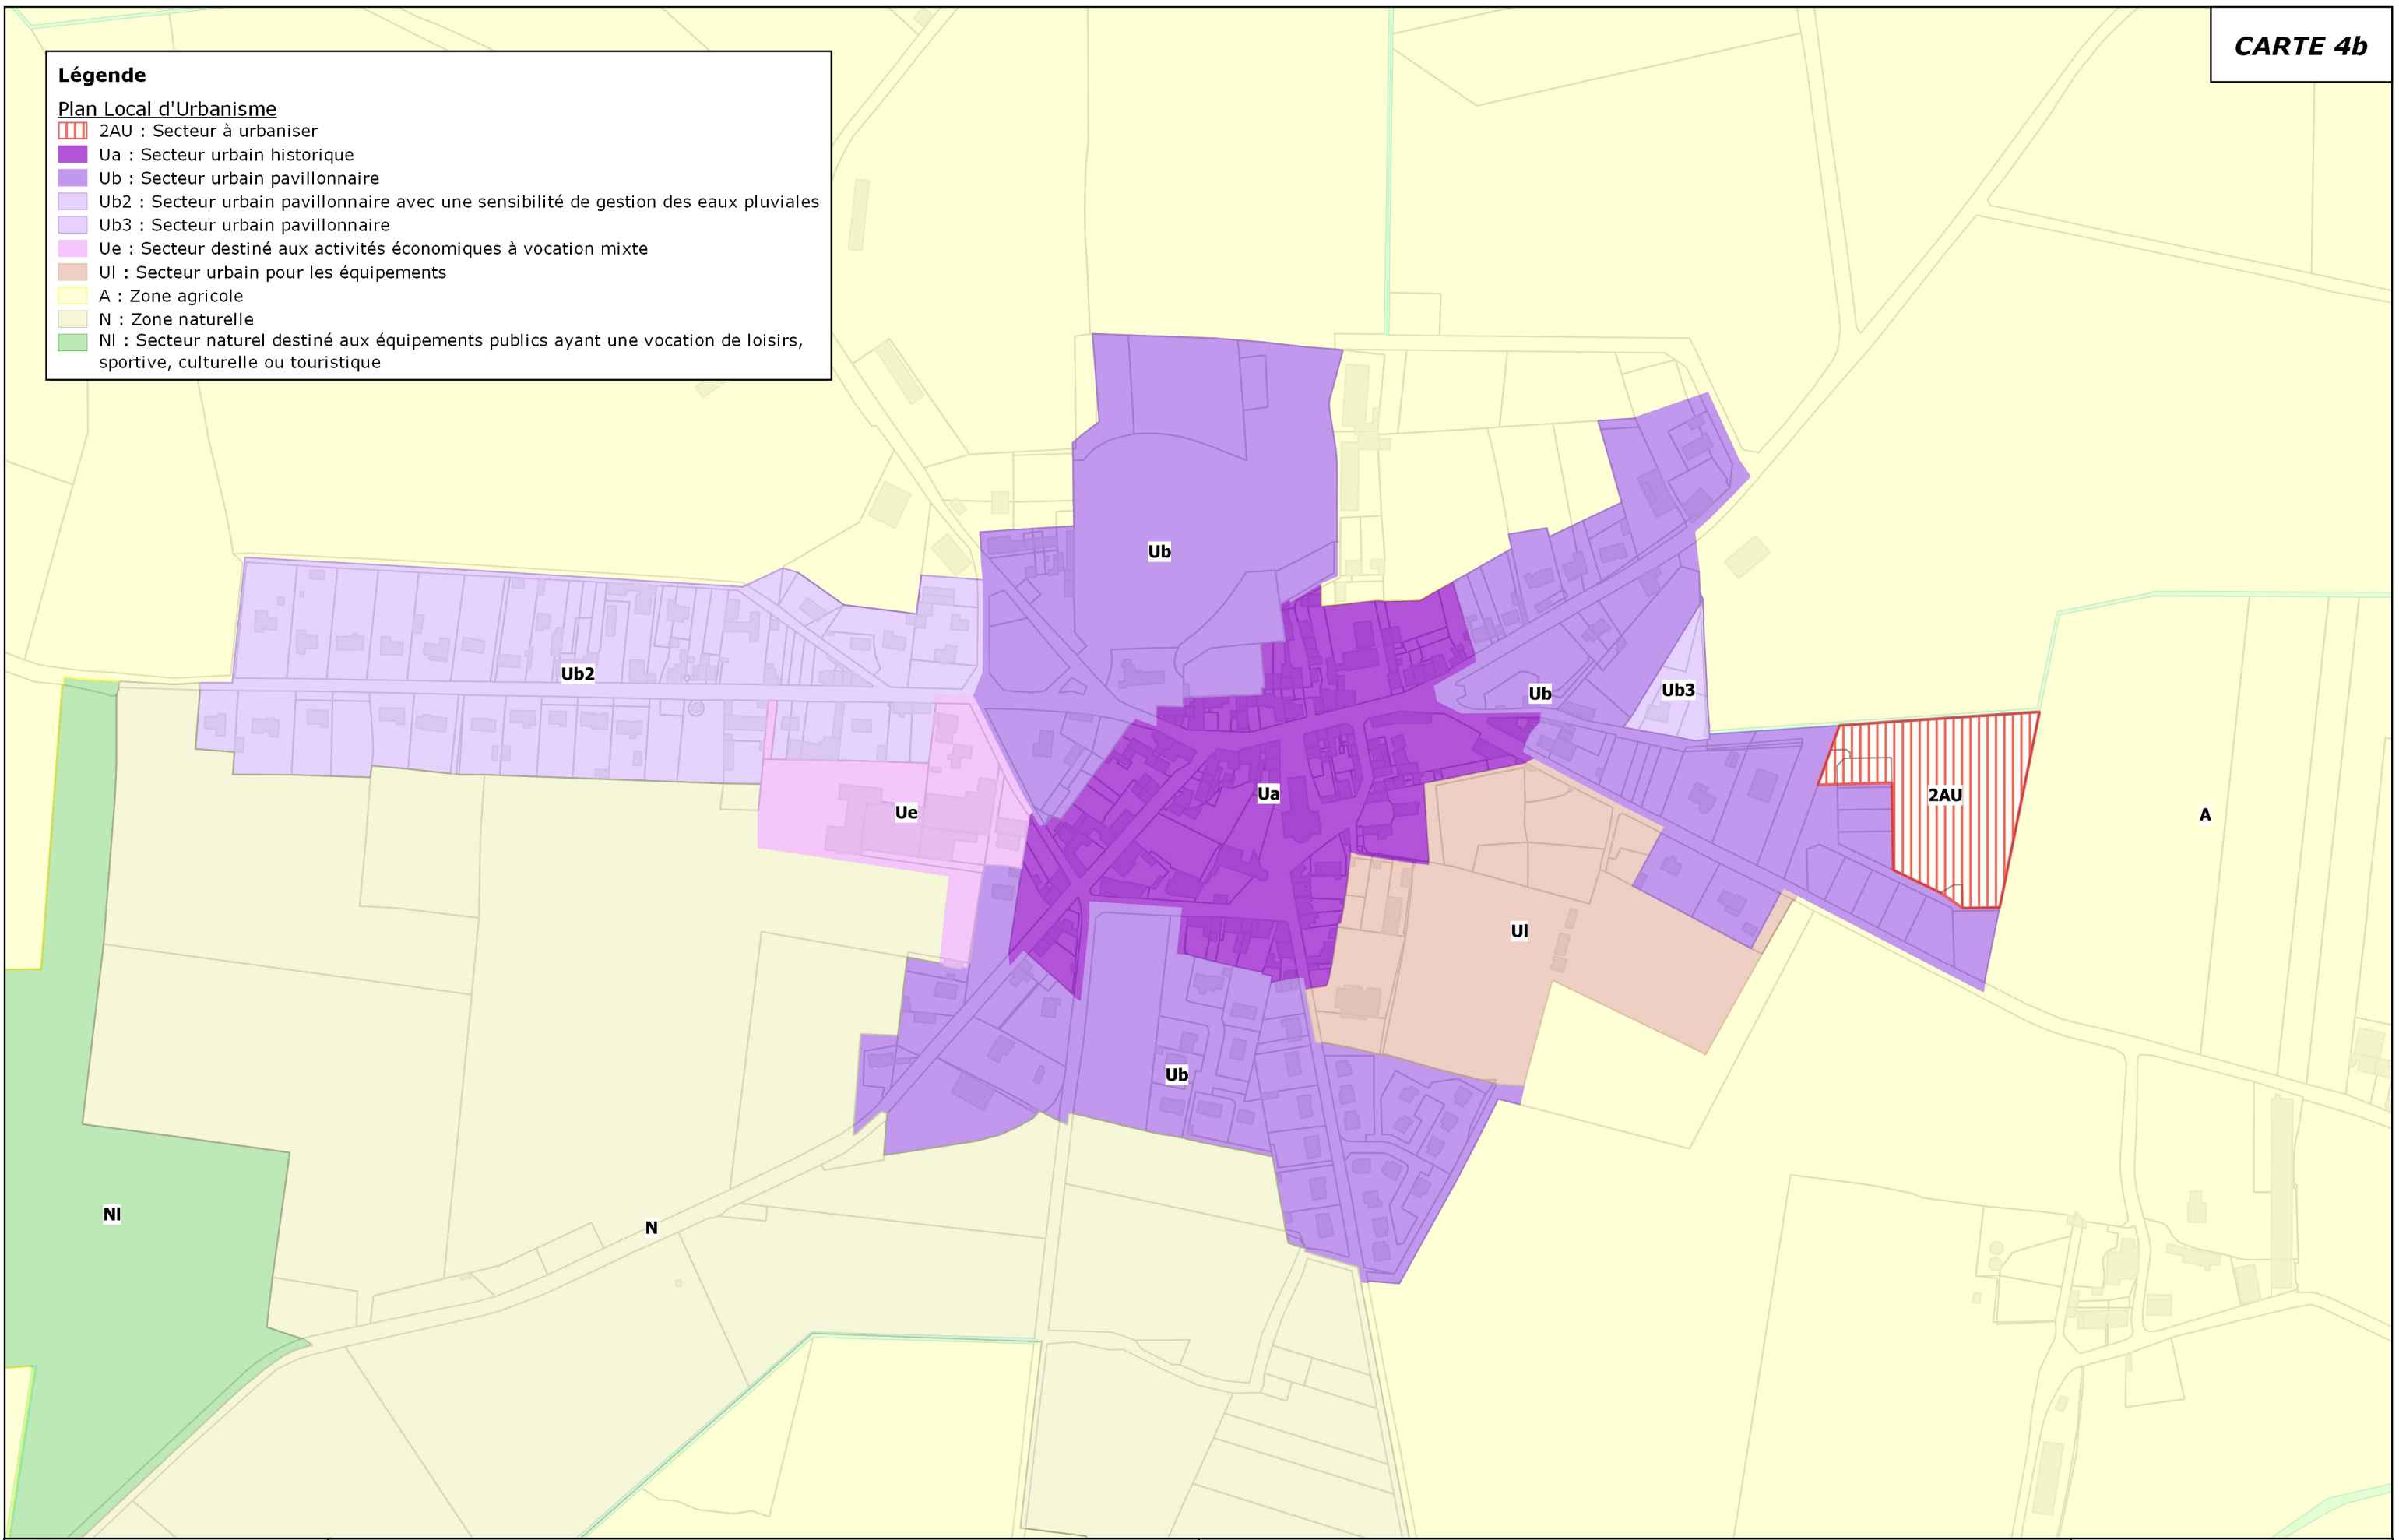 CARTE 4b
Légende
Plan Local d'Urbanisme
2AU : Secteur à urbaniser
Ua : Secteur urbain historique
Ub : Secteur urbain pavillonnaire
Ub2 : Secteur urbain pavillonnaire avec une sensibilité de gestion des eaux pluviales
Ub3 : Secteur urbain pavillonnaire
Ue : Secteur destiné aux activités économiques à vocation mixte
Ul : Secteur urbain pour les équipements
A : Zone agricole
N : Zone naturelle
Nl : Secteur naturel destiné aux équipements publics ayant une vocation de loisirs,
sportive, culturelle ou touristique
Ub
Ub2
Ub3
Ub
Ua
2AU
Ue
A
Ul
Ub
Nl
N